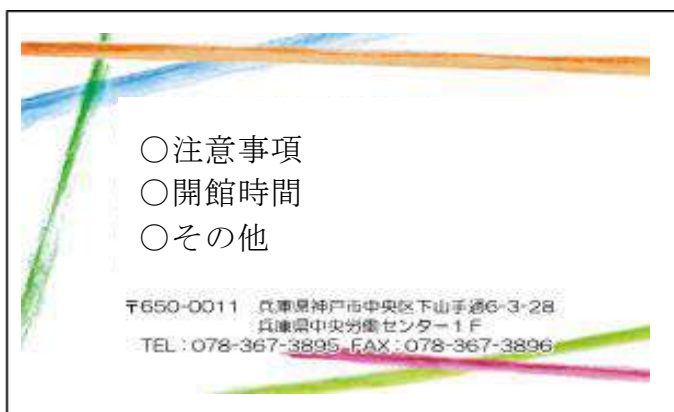 ○注意事項
○開館時間
○その他
〒650-0011 兵庫県神戸市中央区下山手通6-3-28
兵庫県中央労働センター1F
TEL:078-367-3895 FAX:078-367-3896